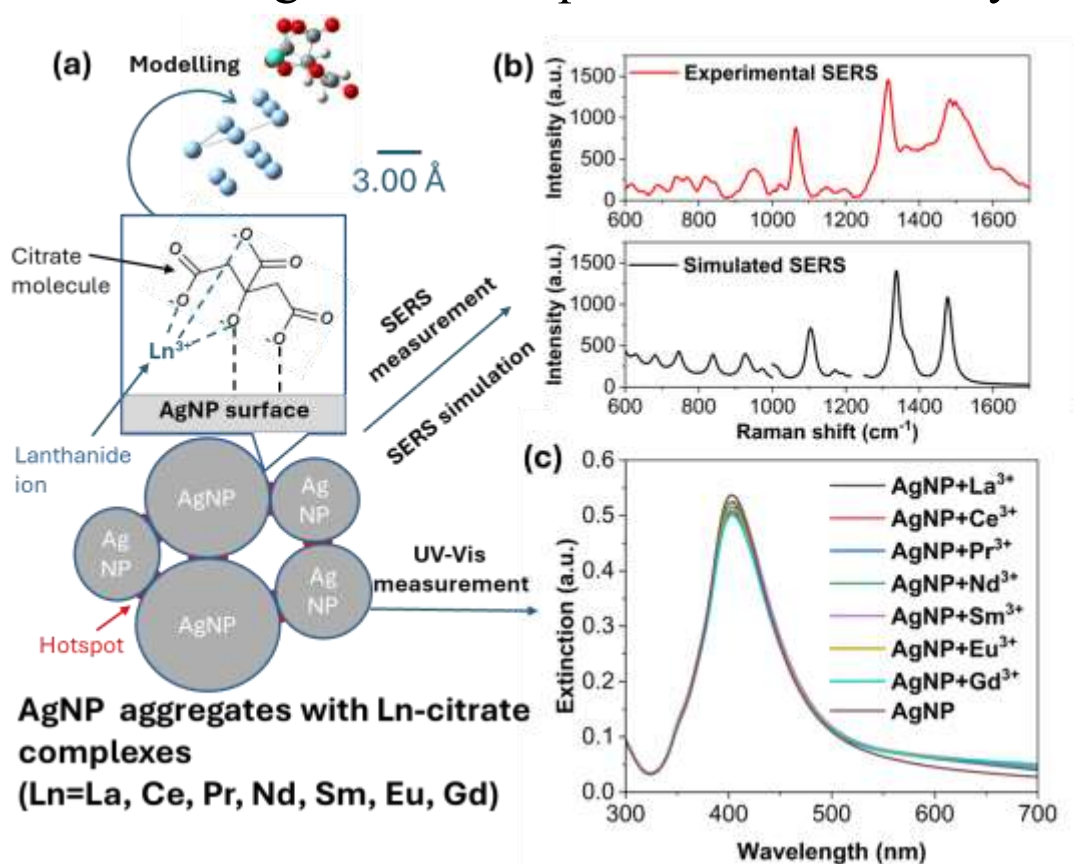 (a)
Modelling
3.00 Å
Citrate
molecule
O
O
-O
O
-O
-O
-O
O
Ln³⁺
AgNP surface
Lanthanide
ion
AgNP
Ag
NP
Ag
NP
Ag
NP
AgNP
Hotspot
SERS
measurement
SERS simulation
UV-Vis
measurement
AgNP aggregates with Ln-citrate
complexes
(Ln=La, Ce, Pr, Nd, Sm, Eu, Gd)
(b)
Experimental SERS
Intensity (a.u.)
1500
1000
500
0
600 800 1000 1200 1400 1600
Simulated SERS
Intensity (a.u.)
1500
1000
500
0
600 800 1000 1200 1400 1600
Raman shift (cm⁻¹)
(c)
Extinction (a.u.)
0.6
0.5
0.4
0.3
0.2
0.1
0.0
AgNP+La³⁺
AgNP+Ce³⁺
AgNP+Pr³⁺
AgNP+Nd³⁺
AgNP+Sm³⁺
AgNP+Eu³⁺
AgNP+Gd³⁺
AgNP
300 400 500 600 700
Wavelength (nm)